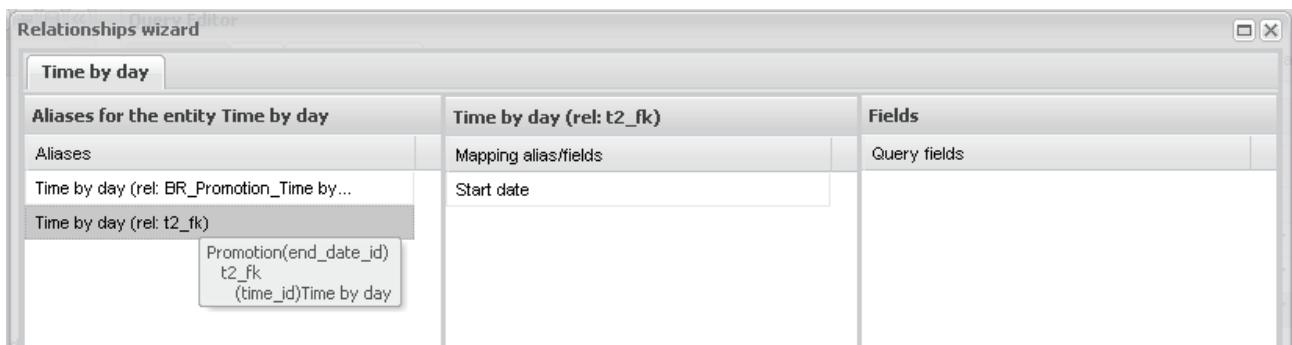 Query Editor
Relationships wizard
Time by day
Aliases for the entity Time by day
Time by day (rel: t2_fk)
Fields
Aliases
Mapping alias/fields
Query fields
Time by day (rel: BR_Promotion_Time by...
Start date
Time by day (rel: t2_fk)
Promotion(end_date_id)
t2_fk
(time_id)Time by day